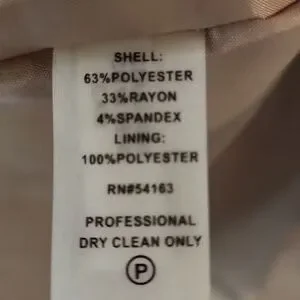 SHELL:
63%POLYESTER
33%RAYON
4%SPANDEX
LINING:
100%POLYESTER
RN#54163
PROFESSIONAL
DRY CLEAN ONLY
P